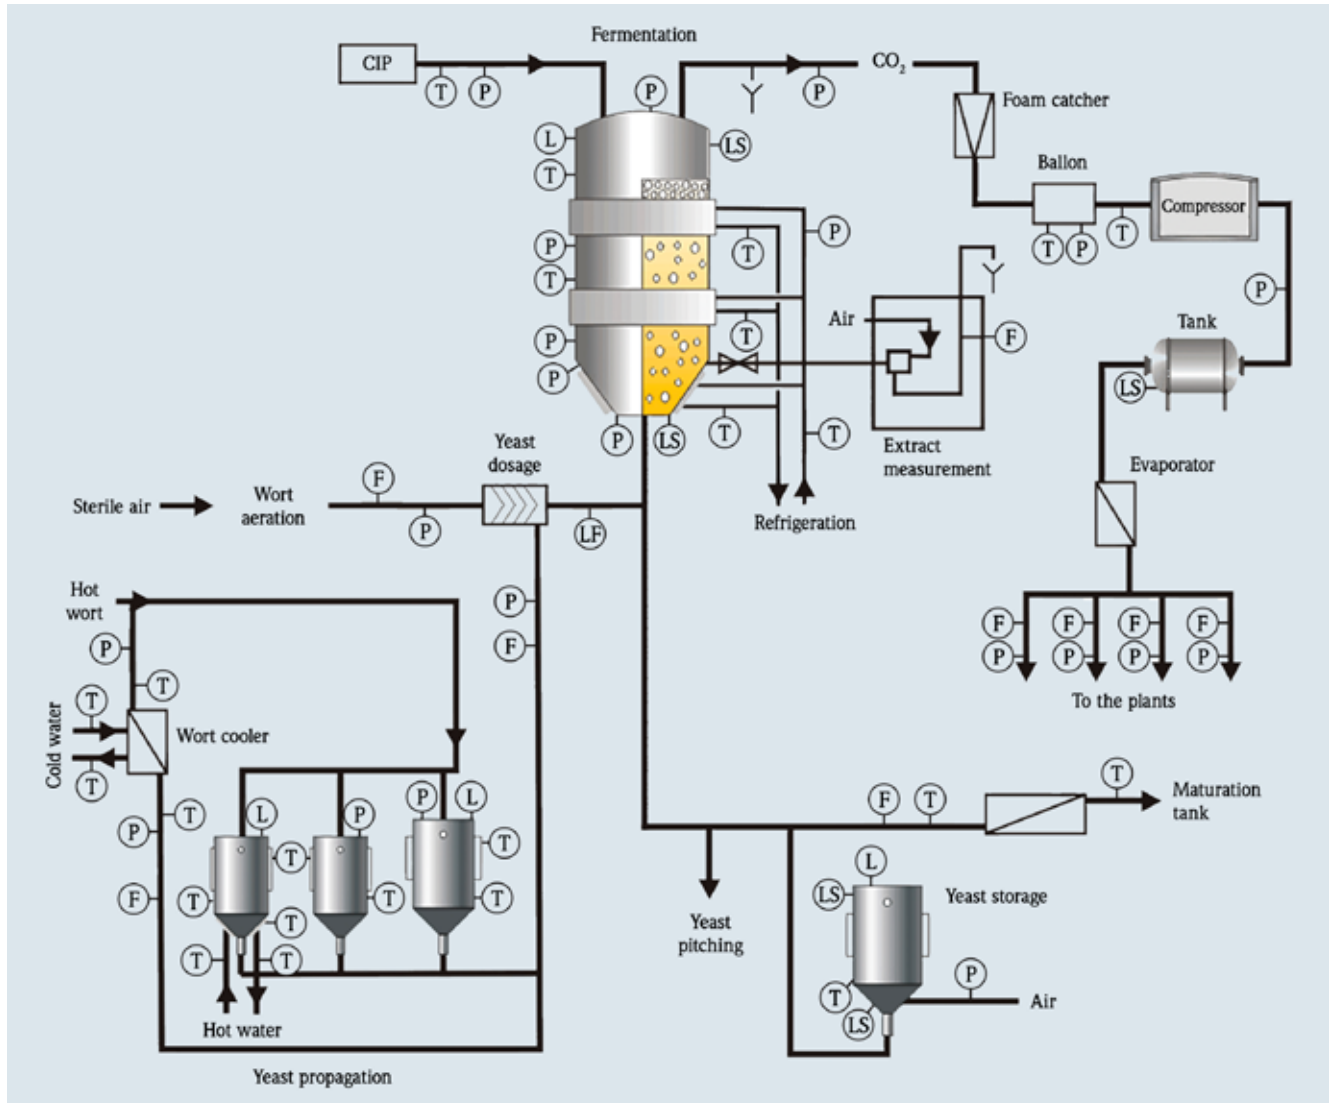 Fermentation
CIP
T
P
P
P
CO₂
Foam catcher
L
LS
T
Ballon
T
P
T
Compressor
P
T
P
T
P
Air
F
P
T
Tank
LS
P
P
LS
T
T
Extract
measurement
Refrigeration
Evaporator
Yeast
dosage
F
Sterile air
Wort
aeration
P
LF
P
F
F
F
F
F
P
P
P
P
To the plants
Hot
wort
P
T
T
Cold water
T
Wort cooler
T
P
F
L
P
P
L
T
T
T
T
T
T
T
T
Hot water
Yeast propagation
F
T
T
Maturation
tank
Yeast
pitching
L
LS
Yeast storage
T
LS
P
Air